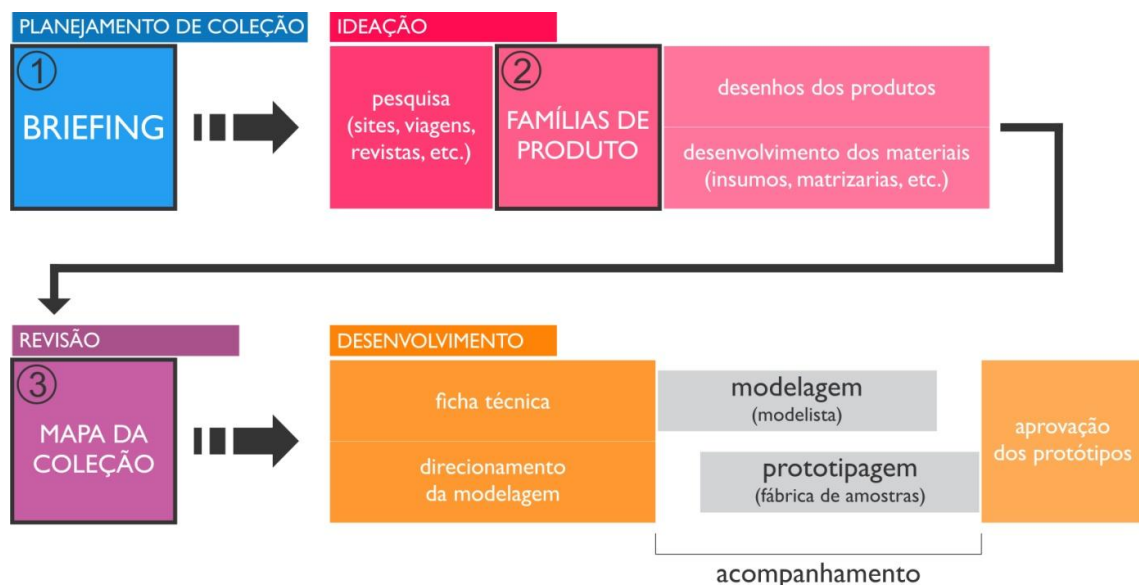 PLANEJAMENTO DE COLEÇÃO
1
BRIEFING
IDEAÇÃO
pesquisa
(sites, viagens,
revistas, etc.)
2
FAMÍLIAS DE
PRODUTO
desenhos dos produtos
desenvolvimento dos materiais
(insumos, matrizarias, etc.)
REVISÃO
3
MAPA DA
COLEÇÃO
DESENVOLVIMENTO
ficha técnica
direcionamento
da modelagem
modelagem
(modelista)
prototipagem
(fábrica de amostras)
aprovação
dos protótipos
acompanhamento